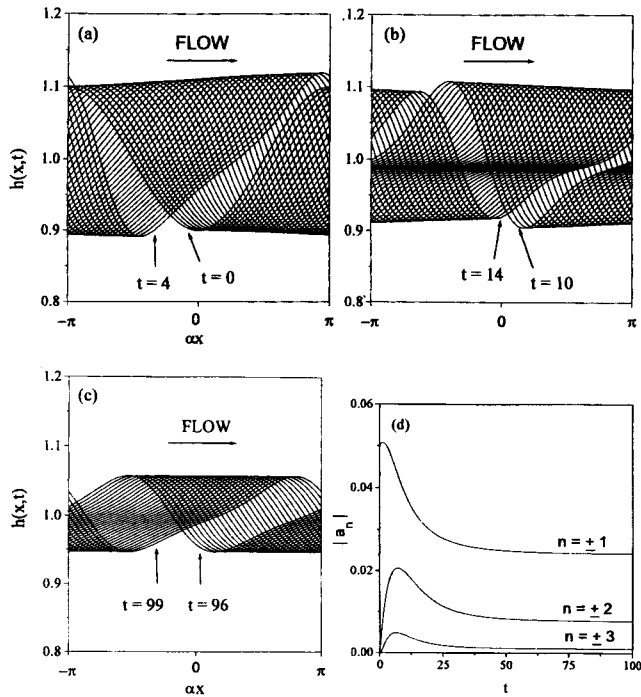 (a)
FLOW
h(x,t)
1.2
1.1
1.0
0.9
0.8
t = 4
t = 0
−π
0
π
αx
(b)
FLOW
1.2
1.1
1.0
0.9
0.8
t = 14
t = 10
−π
0
π
αx
(c)
FLOW
h(x,t)
1.2
1.1
1.0
0.9
0.8
t = 99
t = 96
−π
0
π
αx
(d)
|a_n|
0.06
0.04
0.02
0.0
n = ± 1
n = ± 2
n = ± 3
0
25
50
75
100
t